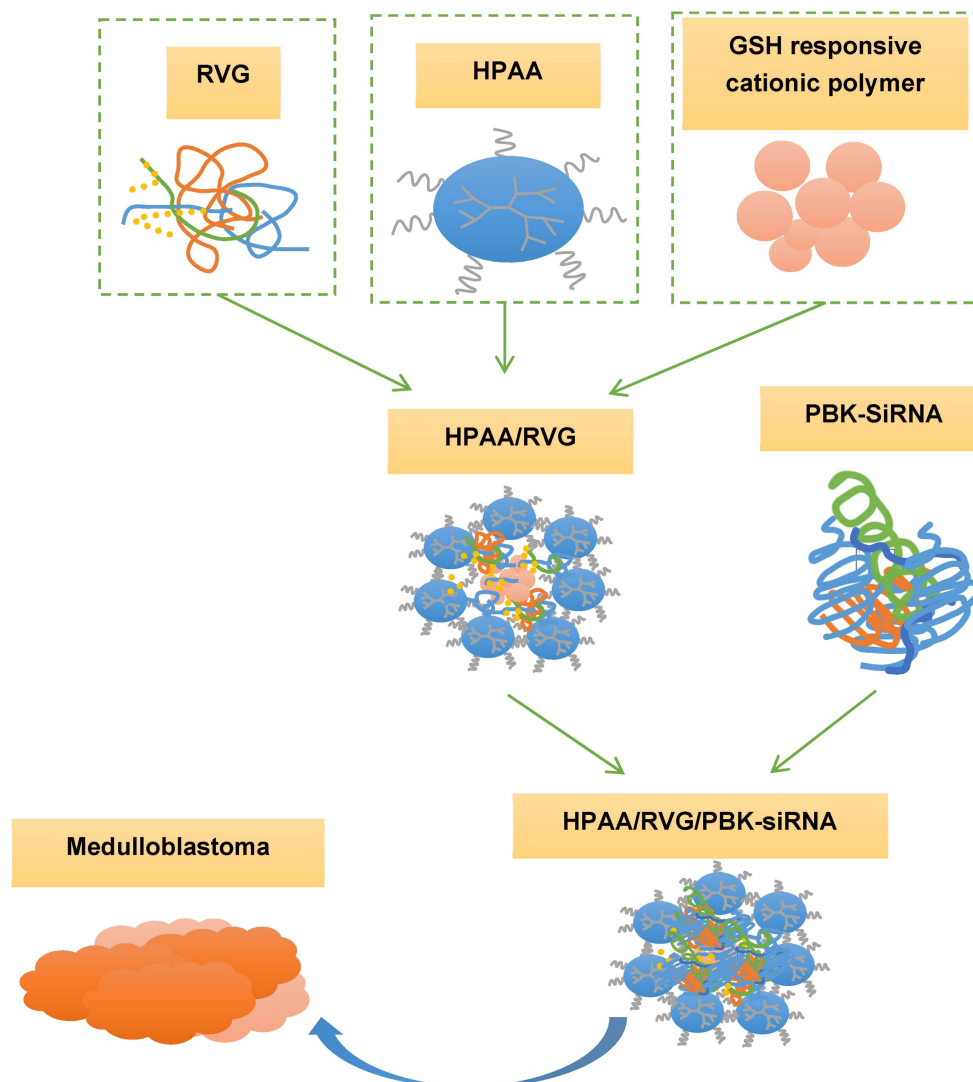 RVG
HPAA
GSH responsive
cationic polymer
HPAA/RVG
PBK-SiRNA
HPAA/RVG/PBK-siRNA
Medulloblastoma